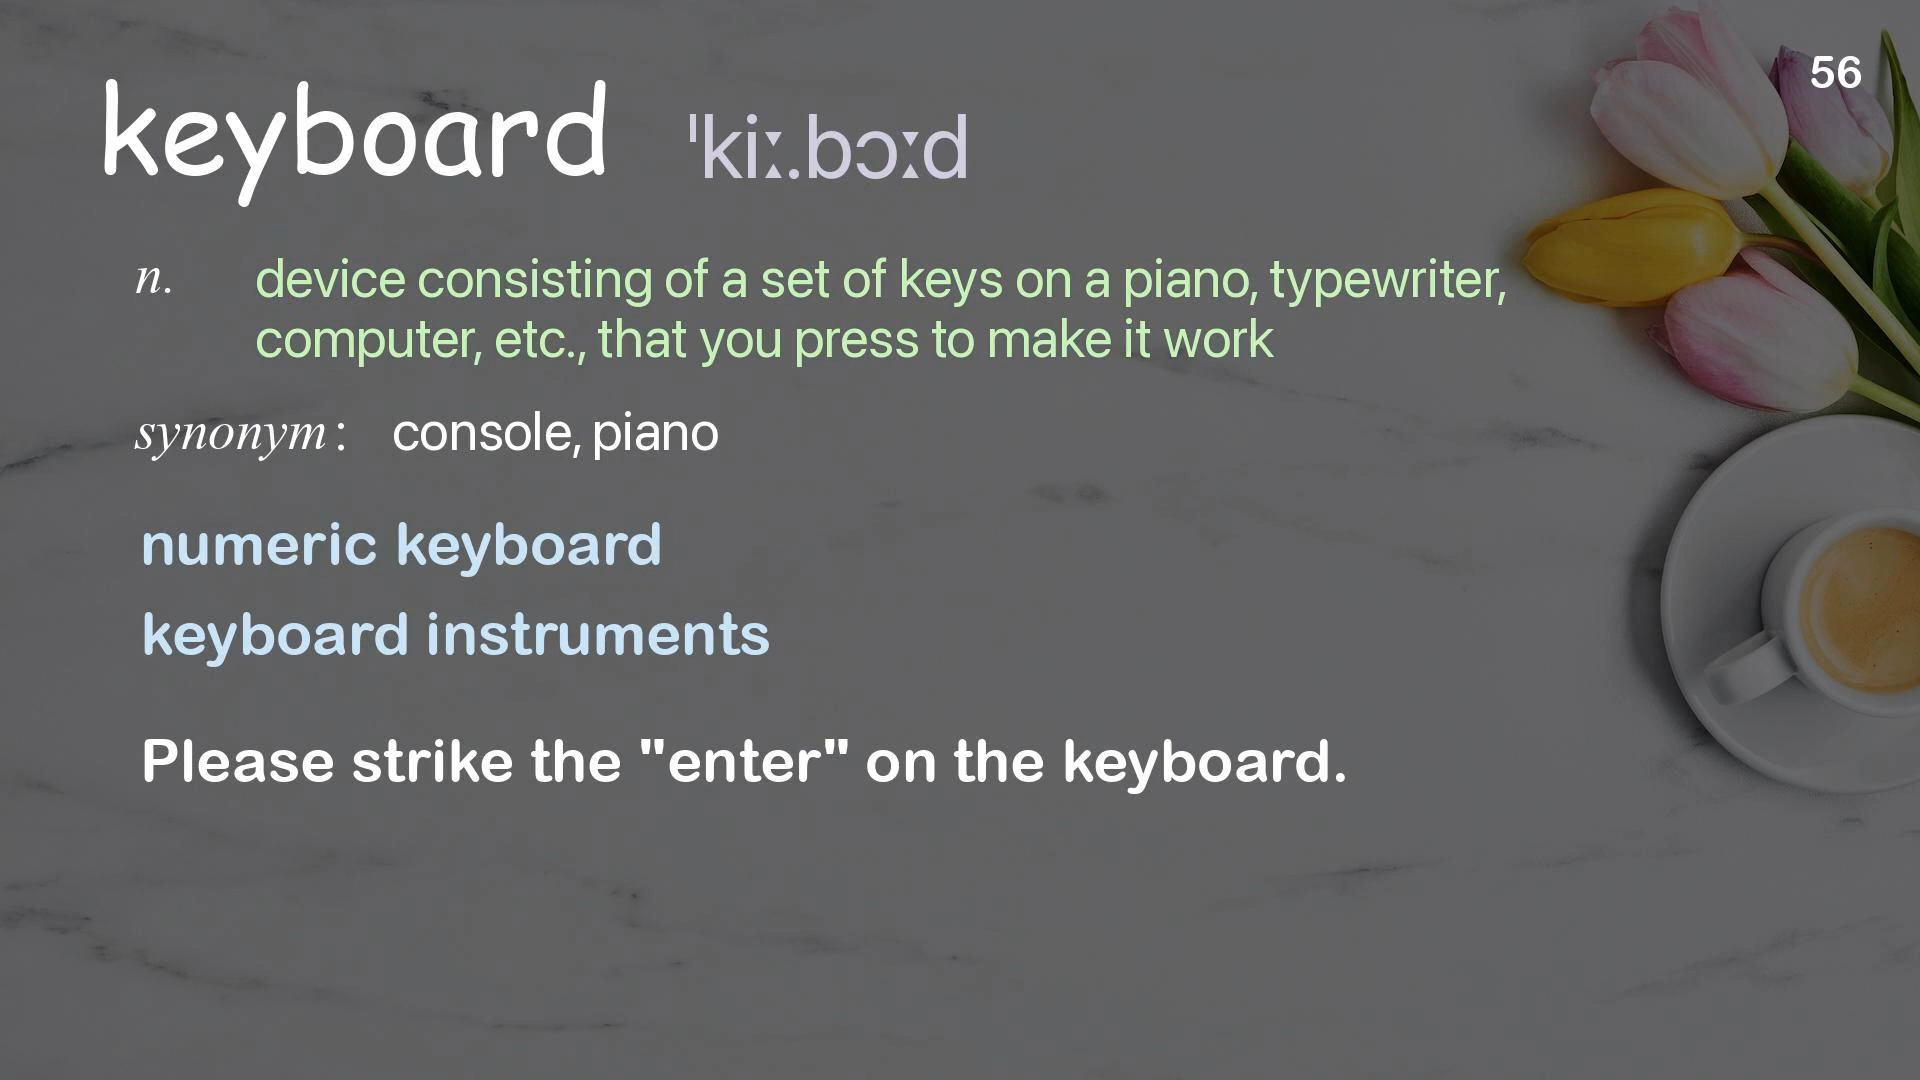 56
keyboard ˈkiː.bɔːd
n. device consisting of a set of keys on a piano, typewriter,
computer, etc., that you press to make it work
synonym: console, piano
numeric keyboard
keyboard instruments
Please strike the "enter" on the keyboard.